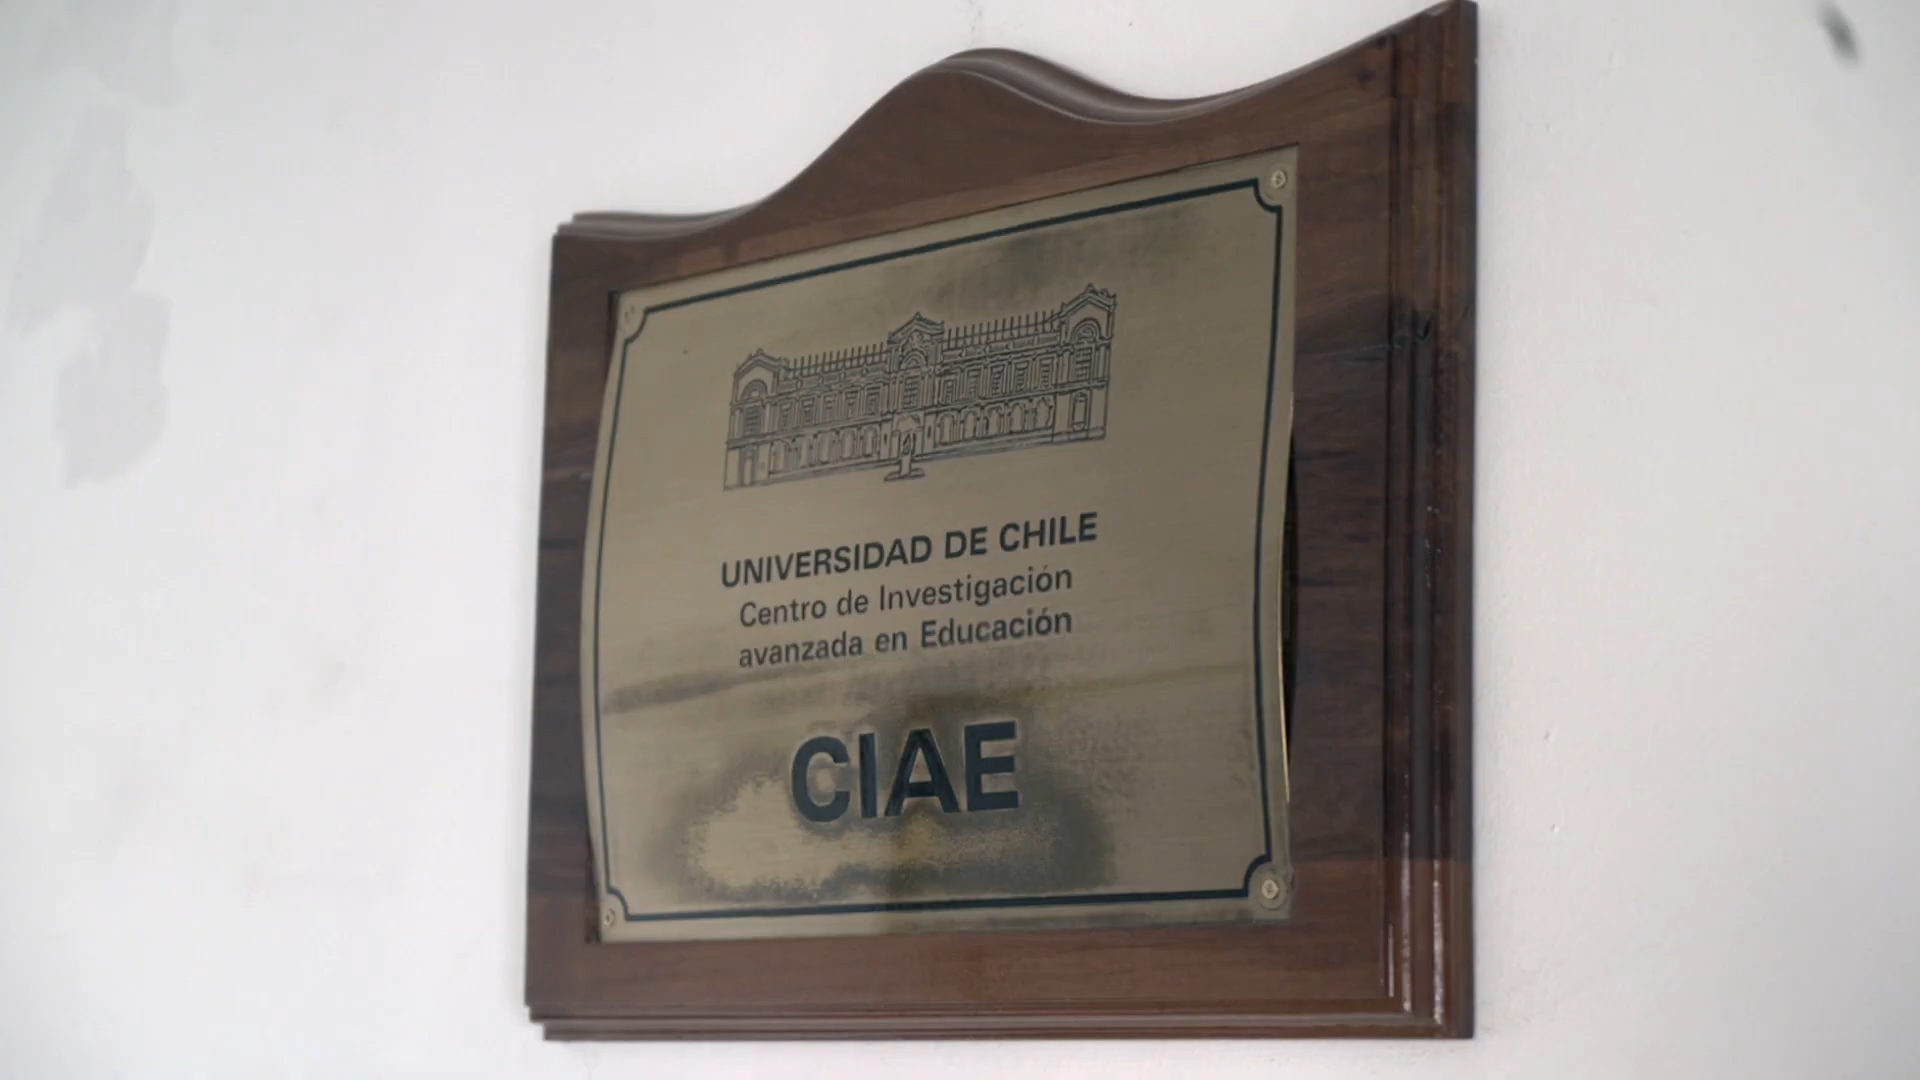 UNIVERSIDAD DE CHILE
Centro de Investigación
avanzada en Educación
CIAE